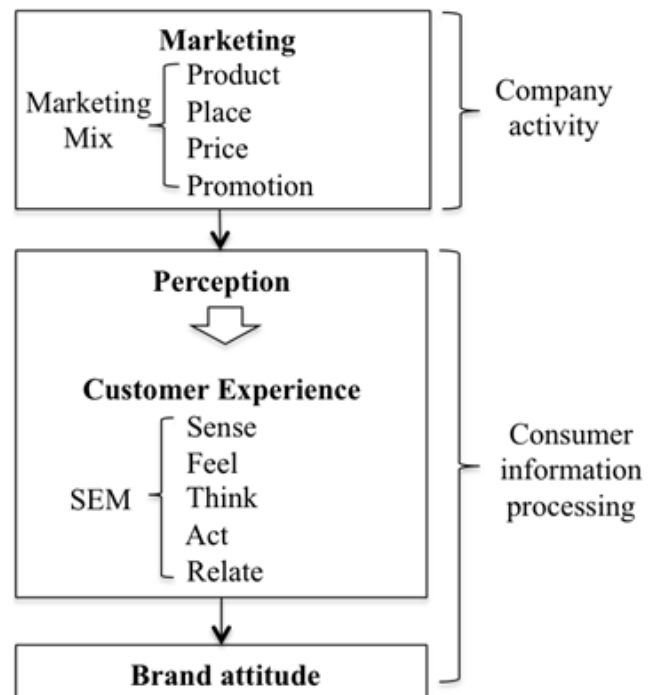 Marketing
Marketing
Mix
Product
Place
Price
Promotion
Company
activity
Perception
Customer Experience
SEM
Sense
Feel
Think
Act
Relate
Consumer
information
processing
Brand attitude